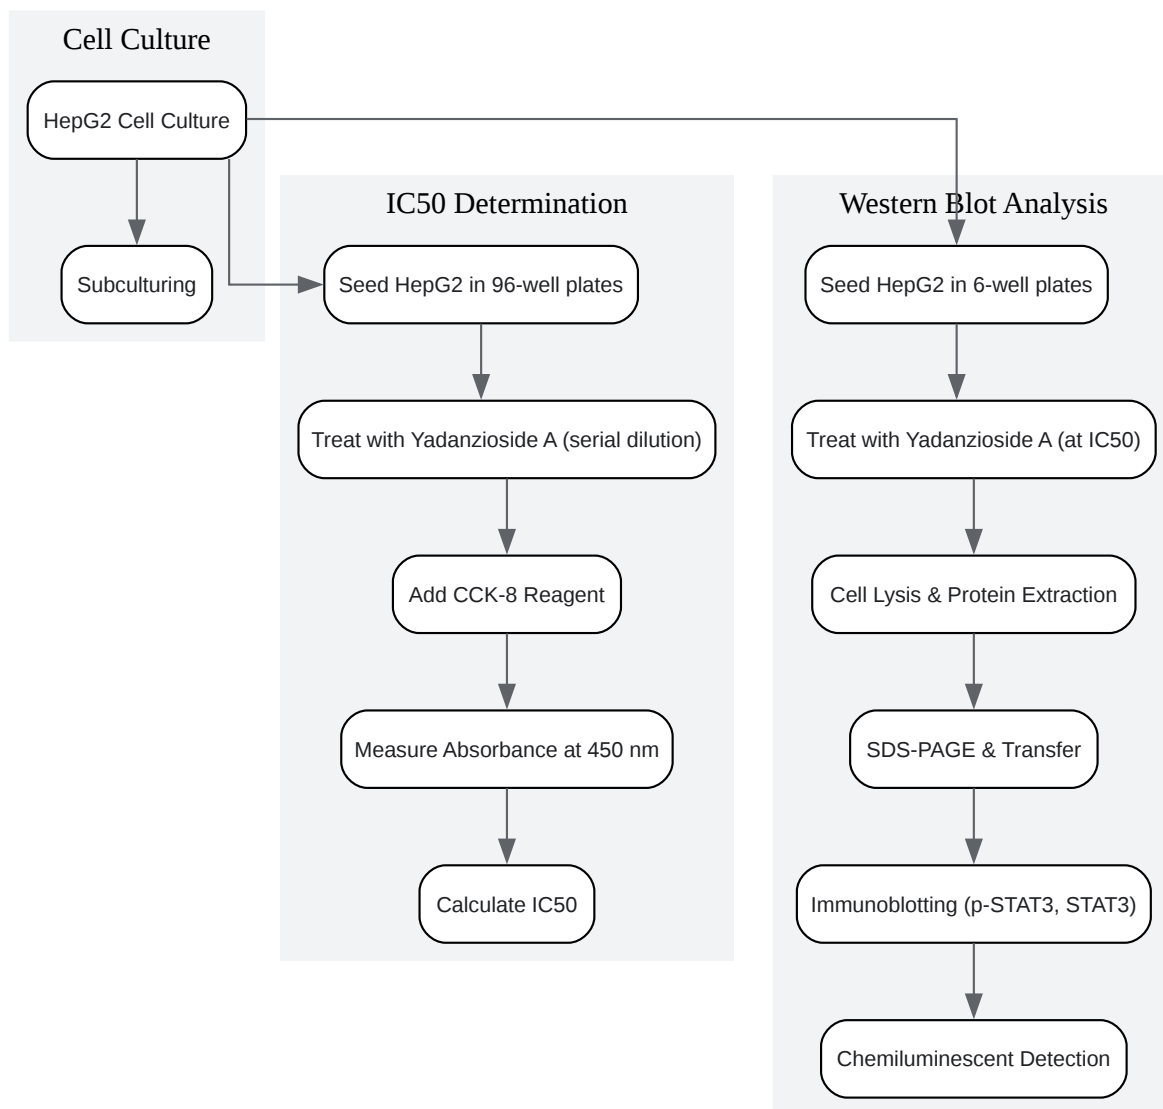 Cell Culture
HepG2 Cell Culture
Subculturing
IC50 Determination
Seed HepG2 in 96-well plates
Treat with Yadanzioside A (serial dilution)
Add CCK-8 Reagent
Measure Absorbance at 450 nm
Calculate IC50
Western Blot Analysis
Seed HepG2 in 6-well plates
Treat with Yadanzioside A (at IC50)
Cell Lysis & Protein Extraction
SDS-PAGE & Transfer
Immunoblotting (p-STAT3, STAT3)
Chemiluminescent Detection